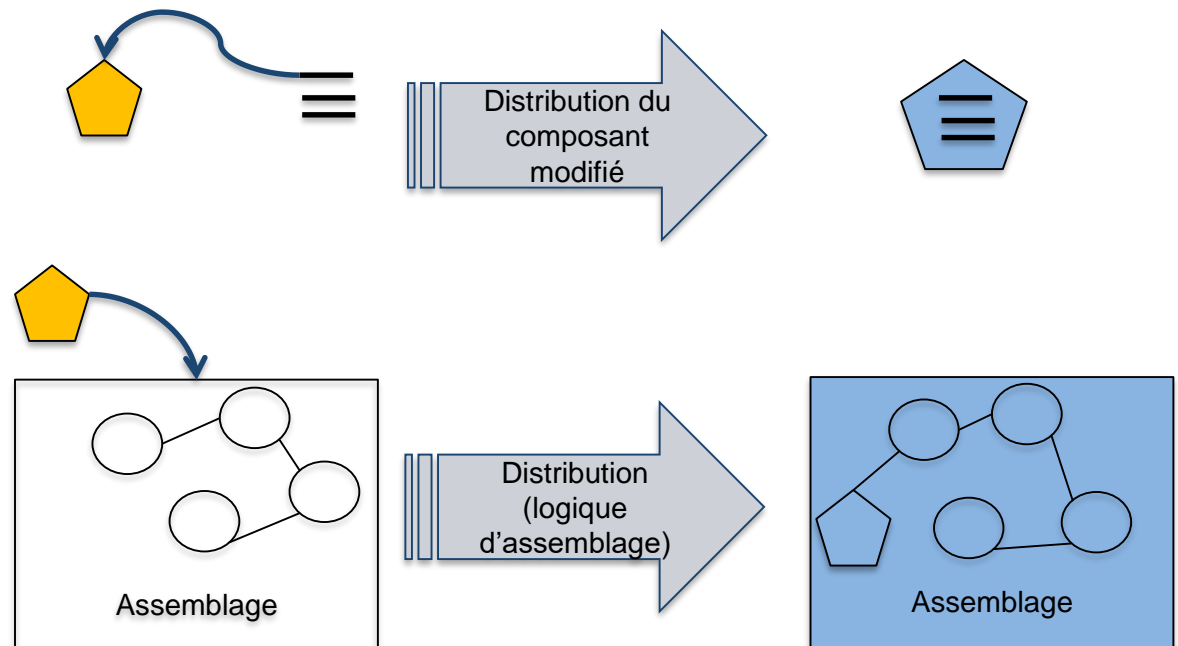 Distribution du
composant
modifié
Distribution
(logique
d'assemblage)
Assemblage
Assemblage